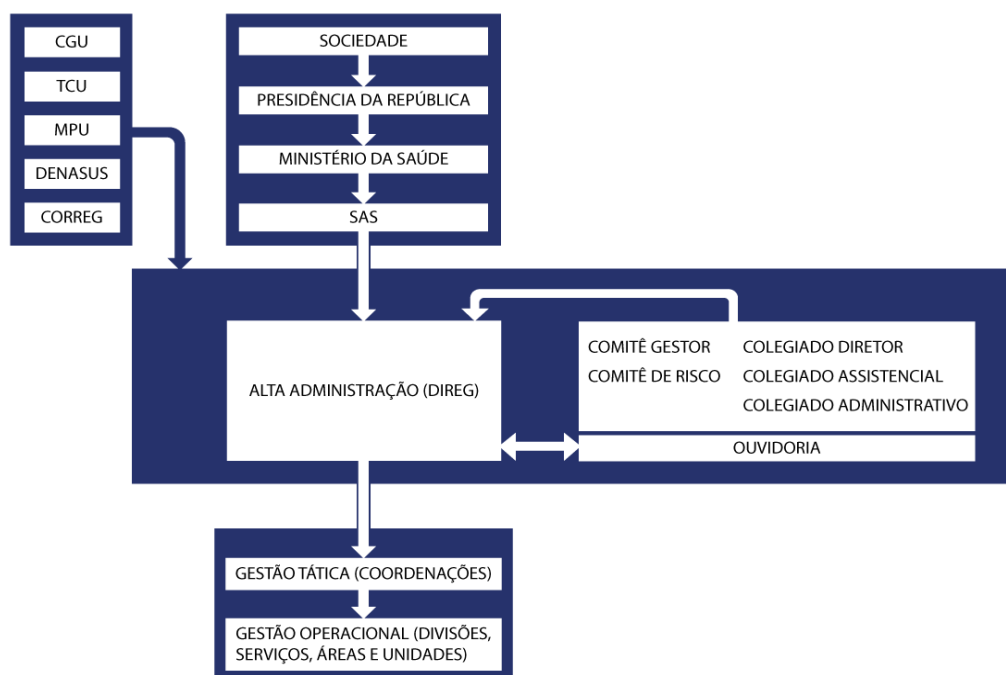 CGU
TCU
MPU
DENASUS
CORREG
SOCIEDADE
PRESIDÊNCIA DA REPÚBLICA
MINISTÉRIO DA SAÚDE
SAS
ALTA ADMINISTRAÇÃO (DIREG)
COMITÊ GESTOR
COMITÊ DE RISCO
COLEGIADO DIRETOR
COLEGIADO ASSISTENCIAL
COLEGIADO ADMINISTRATIVO
OUVIDORIA
GESTÃO TÁTICA (COORDENAÇÕES)
GESTÃO OPERACIONAL (DIVISÕES,
SERVIÇOS, ÁREAS E UNIDADES)